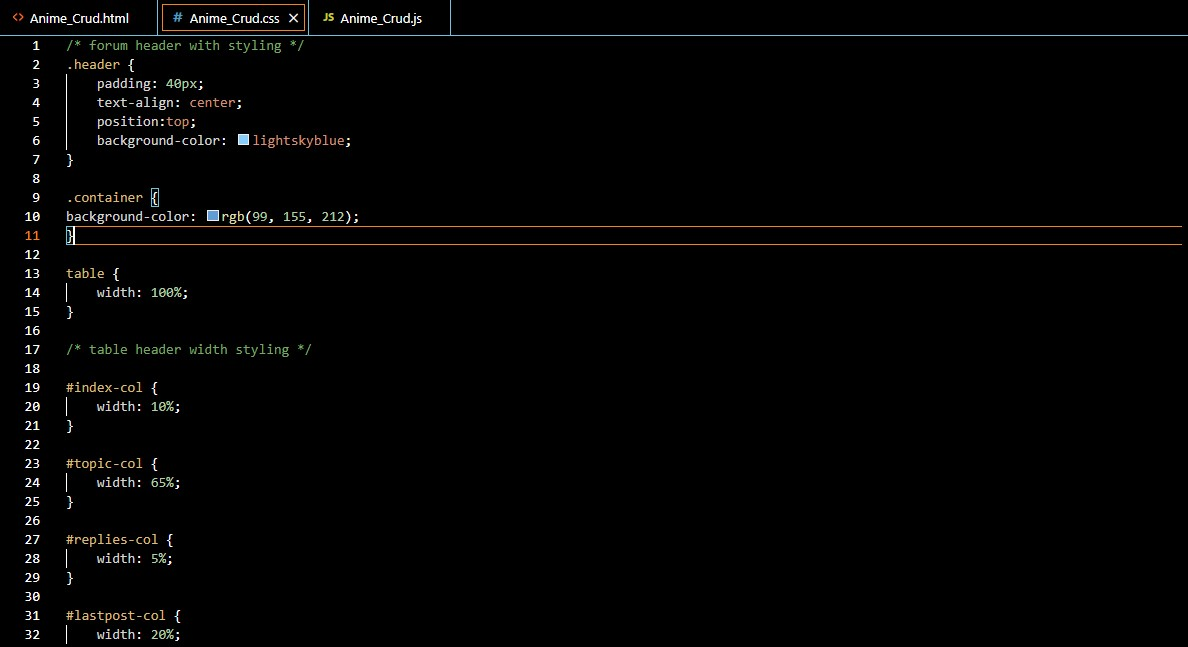 <> Anime_Crud.html # Anime_Crud.css × JS Anime_Crud.js
1 /* forum header with styling */
2 .header {
3     padding: 40px;
4     text-align: center;
5     position:top;
6     background-color: lightskyblue;
7 }
8
9 .container {
10 background-color: rgb(99, 155, 212);
11 }
12
13 table {
14     width: 100%;
15 }
16
17 /* table header width styling */
18
19 #index-col {
20     width: 10%;
21 }
22
23 #topic-col {
24     width: 65%;
25 }
26
27 #replies-col {
28     width: 5%;
29 }
30
31 #lastpost-col {
32     width: 20%;